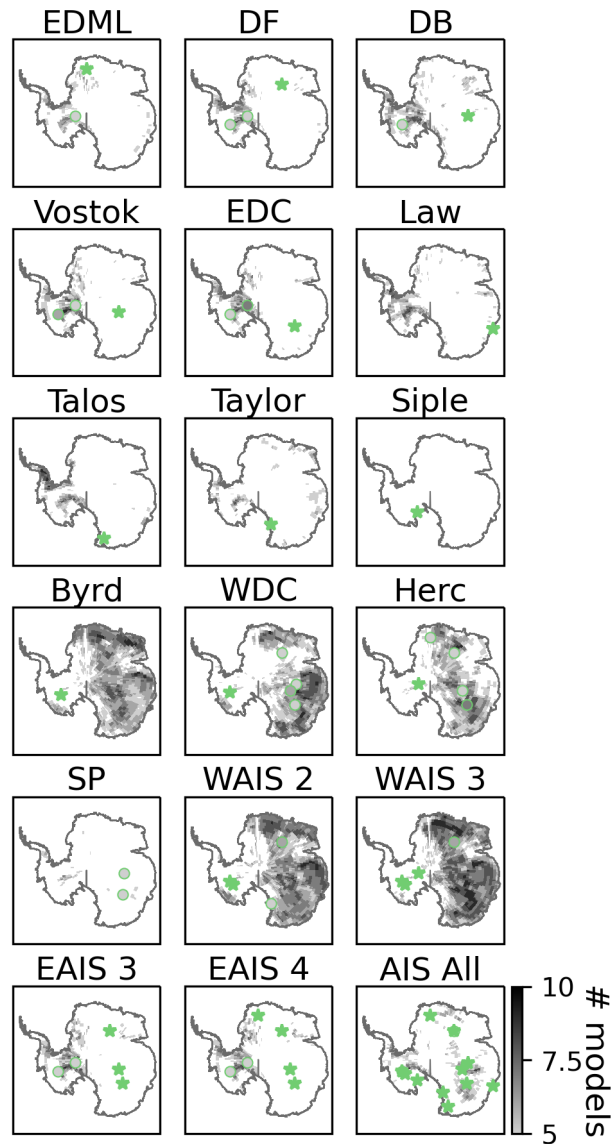 EDML DF DB
Vostok EDC Law
Talos Taylor Siple
Byrd WDC Herc
SP WAIS 2 WAIS 3
EAIS 3 EAIS 4 AIS All
10
7.5
5
# models